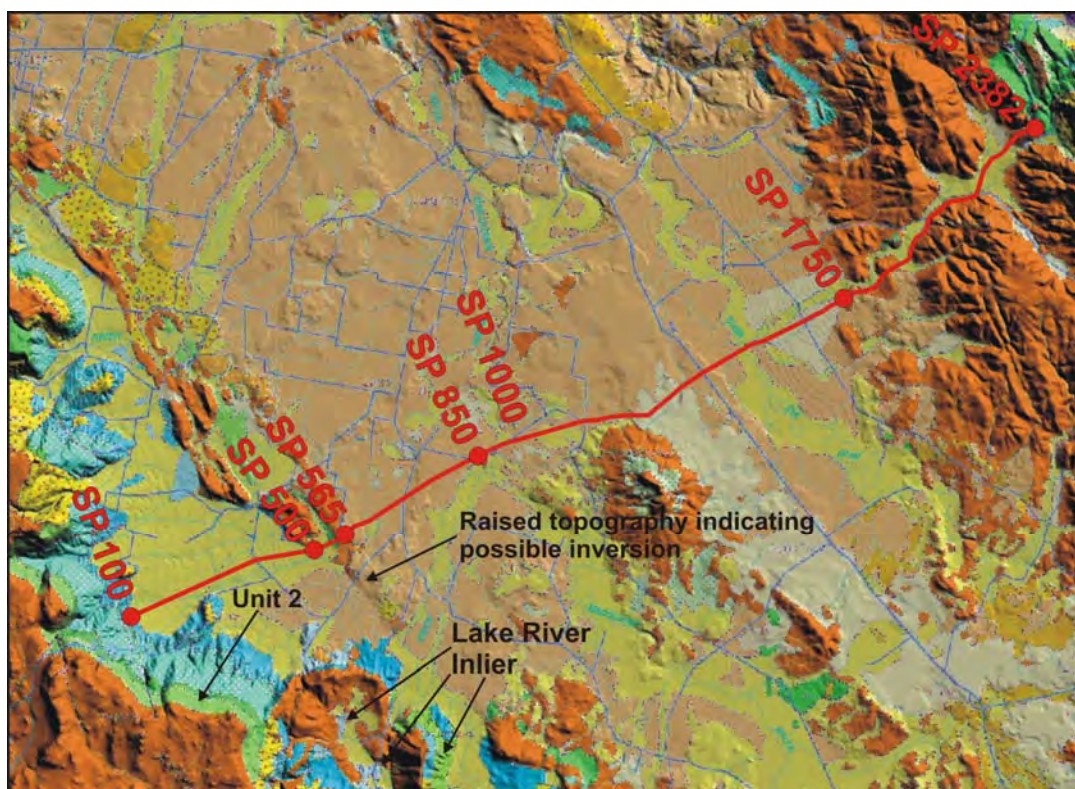 SP 2382
SP 1750
SP 1000
SP 850
SP 565
SP 500
SP 100
Raised topography indicating
possible inversion
Unit 2
Lake River
Inlier